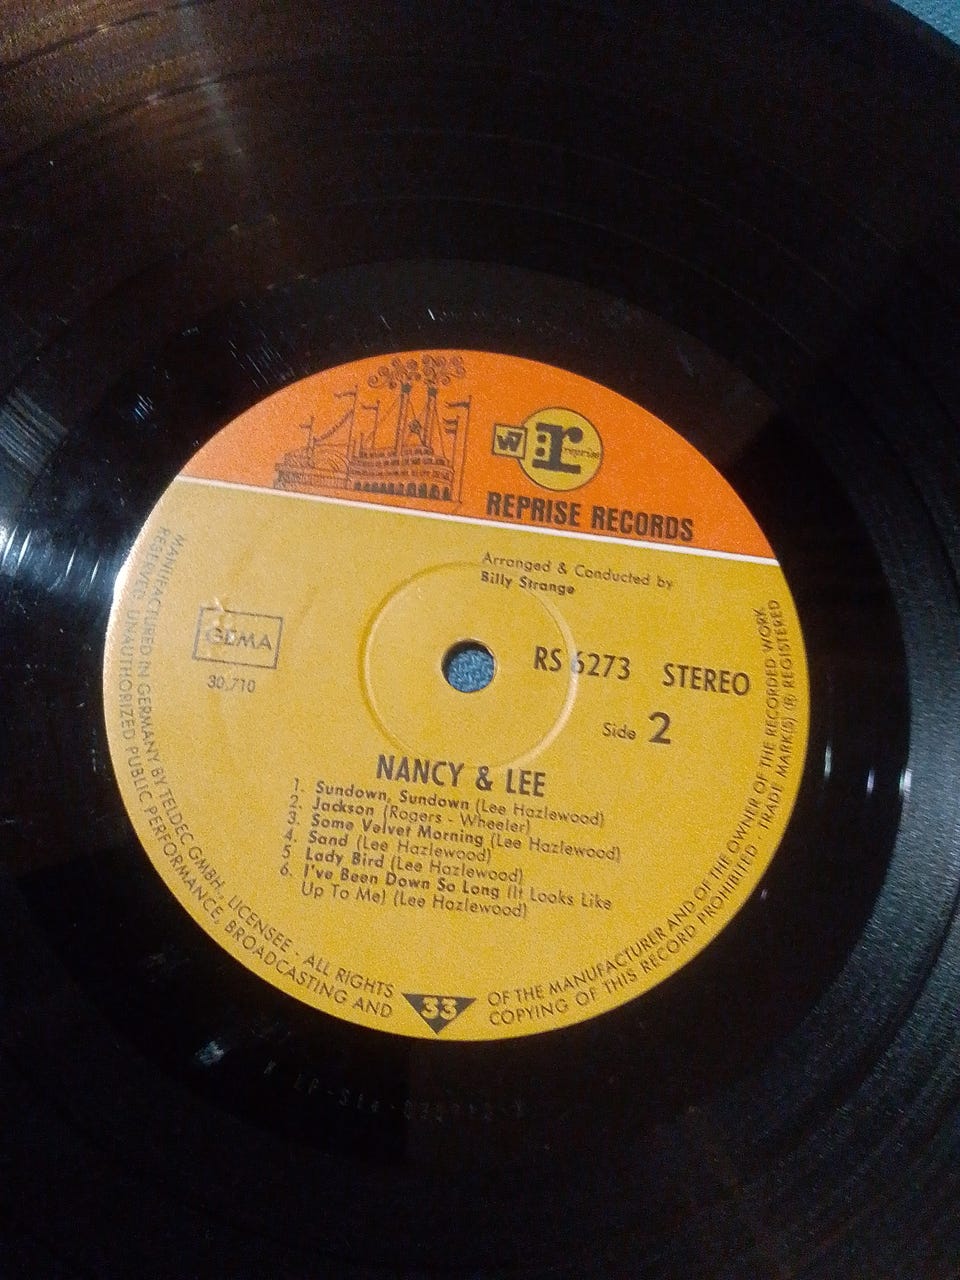 W
r
reprise
REPRISE RECORDS
Arranged & Conducted by
Billy Strange
GEMA
30.710
RS 6273 STEREO
Side 2
NANCY & LEE
1. Sundown, Sundown (Lee Hazlewood)
2. Jackson (Rogers - Wheeler)
3. Some Velvet Morning (Lee Hazlewood)
4. Sand (Lee Hazlewood)
5. Lady Bird (Lee Hazlewood)
6. I've Been Down So Long (It Looks Like
Up To Me) (Lee Hazlewood)
MANUFACTURED IN GERMANY BY TELDEC GMBH., LICENSEE · ALL RIGHTS
OF THE MANUFACTURER AND OF THE OWNER OF THE RECORDED WORK
RESERVED UNAUTHORIZED PUBLIC PERFORMANCE, BROADCASTING AND
COPYING OF THIS RECORD PROHIBITED · TRADE MARK(S) (R) REGISTERED
33